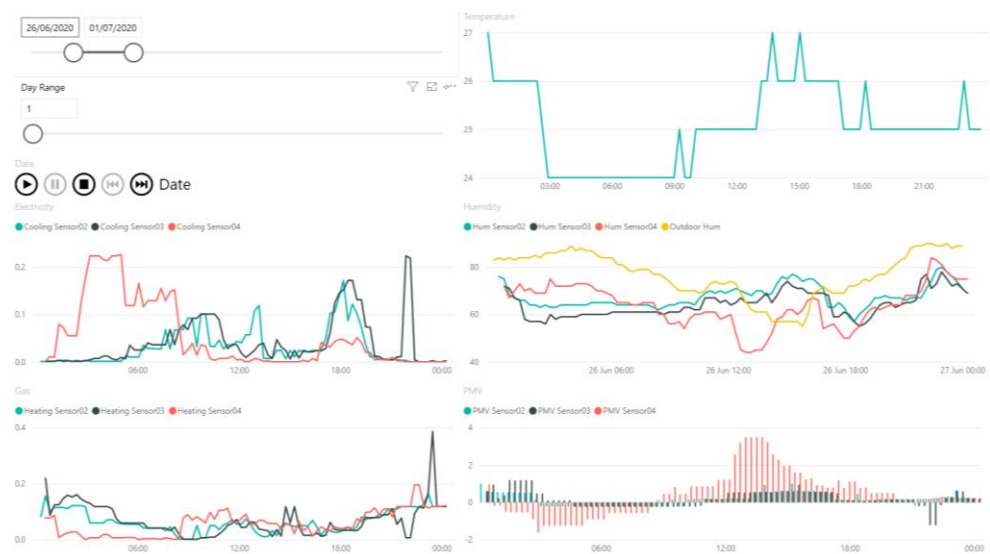 26/06/2020 01/07/2020
Day Range
1
Date
Date
Electricity
Cooling Sensor02 Cooling Sensor03 Cooling Sensor04
0.2
0.1
0.0
06:00 12:00 18:00 00:00
Gas
Heating Sensor02 Heating Sensor03 Heating Sensor04
0.4
0.2
0.0
06:00 12:00 18:00 00:00
Temperature
27
26
25
24
03:00 06:00 09:00 12:00 15:00 18:00 21:00
Humidity
Hum Sensor02 Hum Sensor03 Hum Sensor04 Outdoor Hum
80
60
40
26 Jun 06:00 26 Jun 12:00 26 Jun 18:00 27 Jun 00:00
PMV
PMV Sensor02 PMV Sensor03 PMV Sensor04
4
2
0
-2
06:00 12:00 18:00 00:00